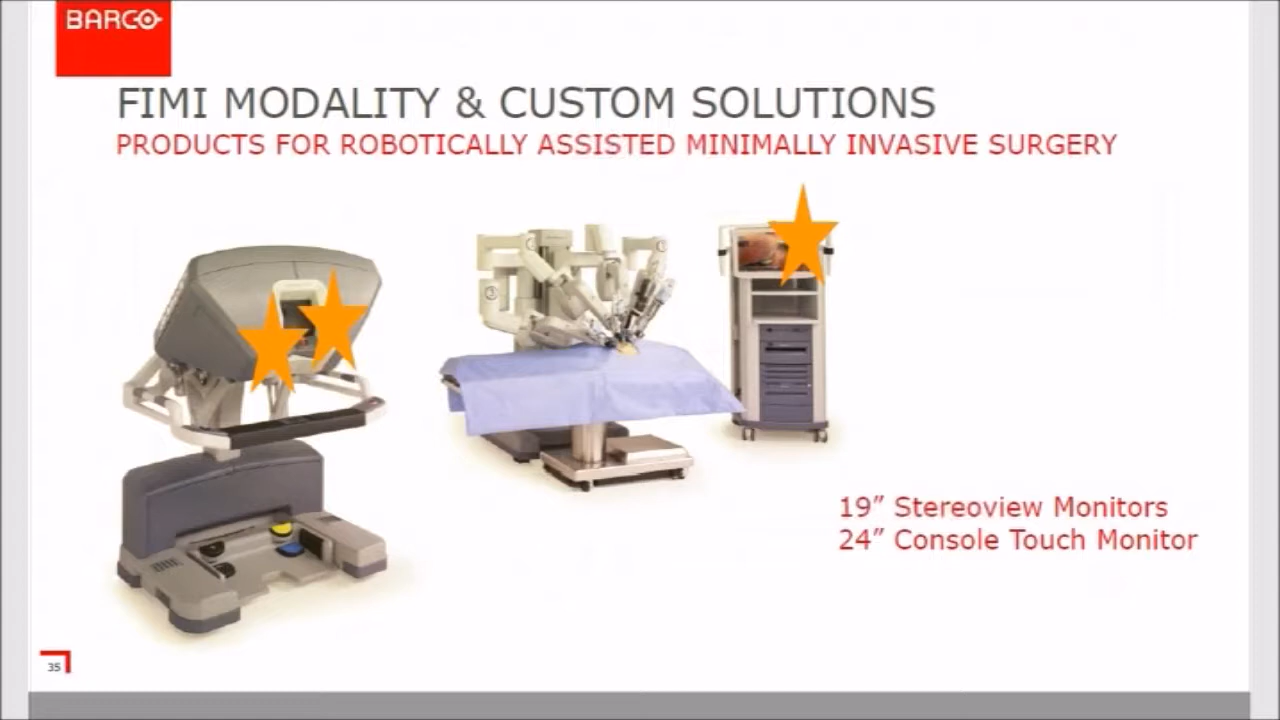 BARCO
FIMI MODALITY & CUSTOM SOLUTIONS
PRODUCTS FOR ROBOTICALLY ASSISTED MINIMALLY INVASIVE SURGERY
19” Stereoview Monitors
24” Console Touch Monitor
35